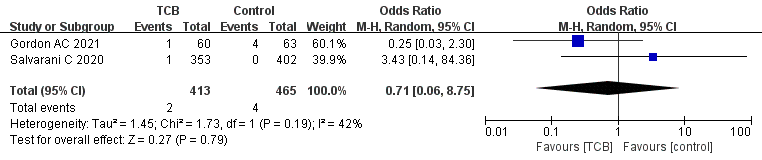 TCB Control Odds Ratio Odds Ratio
Study or Subgroup Events Total Events Total Weight M-H, Random, 95% CI M-H, Random, 95% CI
Gordon AC 2021 1 60 4 63 60.1% 0.25 [0.03, 2.30]
Salvarani C 2020 1 353 0 402 39.9% 3.43 [0.14, 84.36]
Total (95% CI) 413 465 100.0% 0.71 [0.06, 8.75]
Total events 2 4
Heterogeneity: Tau² = 1.45; Chi² = 1.73, df = 1 (P = 0.19); I² = 42%
Test for overall effect: Z = 0.27 (P = 0.79)
0.01 0.1 1 10 100
Favours [TCB] Favours [control]